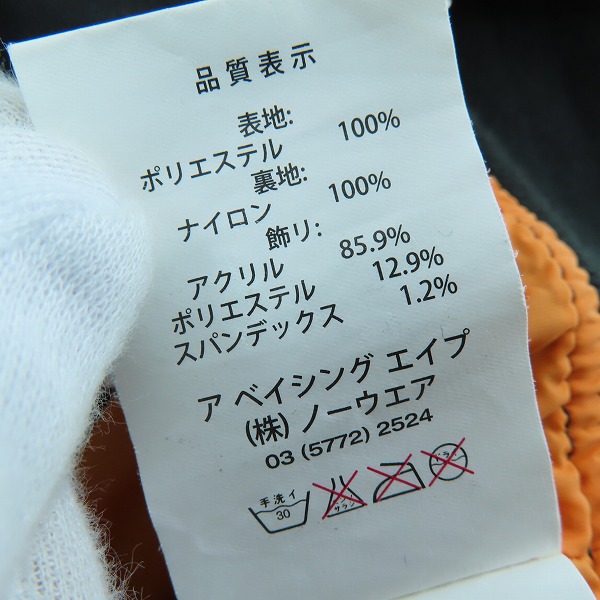 品質表示
表地:
ポリエステル 100%
裏地:
ナイロン 100%
飾リ:
アクリル 85.9%
ポリエステル 12.9%
スパンデックス 1.2%
ア ベイシング エイプ
(株) ノーウエア
03 (5772) 2524
手洗イ
30